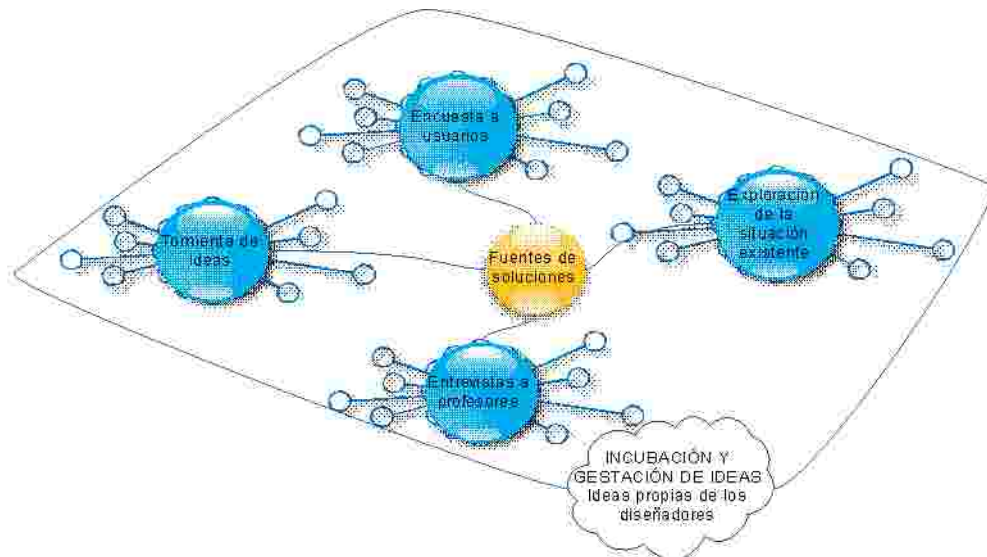 Encuesta a
usuarios
Exploración
de la
situación
existente
Tormenta de
ideas
Fuentes de
soluciones
Entrevistas a
profesores
INCUBACIÓN Y
GESTACIÓN DE IDEAS
Ideas propias de los
diseñadores